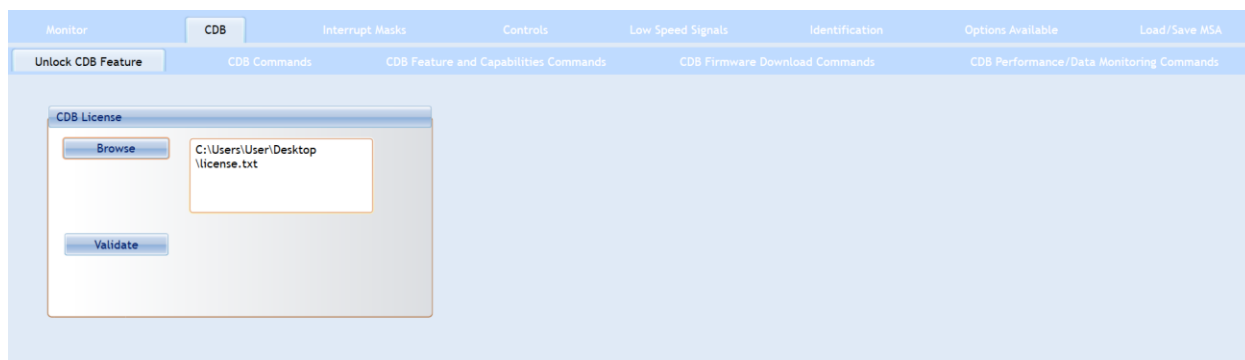 Monitor CDB Interrupt Masks Controls Low Speed Signals Identification Options Available Load/Save MSA
Unlock CDB Feature CDB Commands CDB Feature and Capabilities Commands CDB Firmware Download Commands CDB Performance/Data Monitoring Commands
CDB License
Browse C:\Users\User\Desktop
\license.txt
Validate